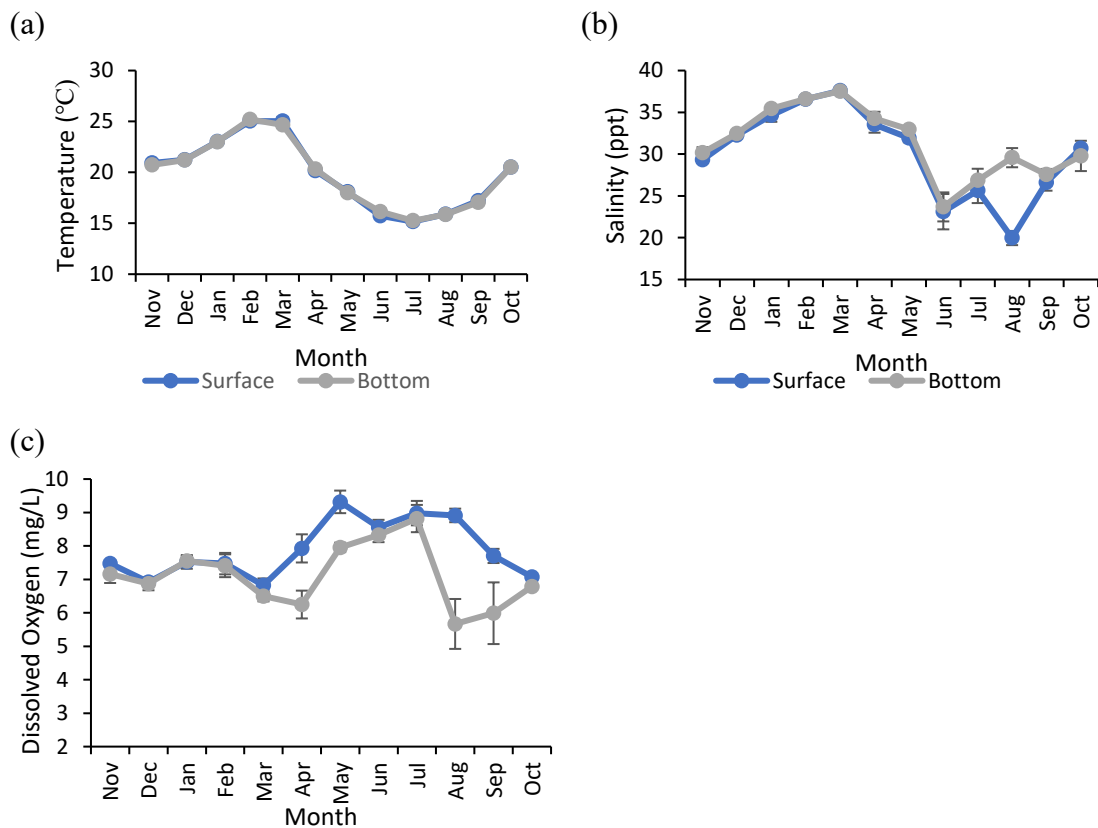 (a)
Temperature (℃)
30
25
20
15
10
Nov Dec Jan Feb Mar Apr May Jun Jul Aug Sep Oct
Month
Surface Bottom
(b)
Salinity (ppt)
40
35
30
25
20
15
Nov Dec Jan Feb Mar Apr May Jun Jul Aug Sep Oct
Month
Surface Bottom
(c)
Dissolved Oxygen (mg/L)
10
9
8
7
6
5
4
3
2
Nov Dec Jan Feb Mar Apr May Jun Jul Aug Sep Oct
Month